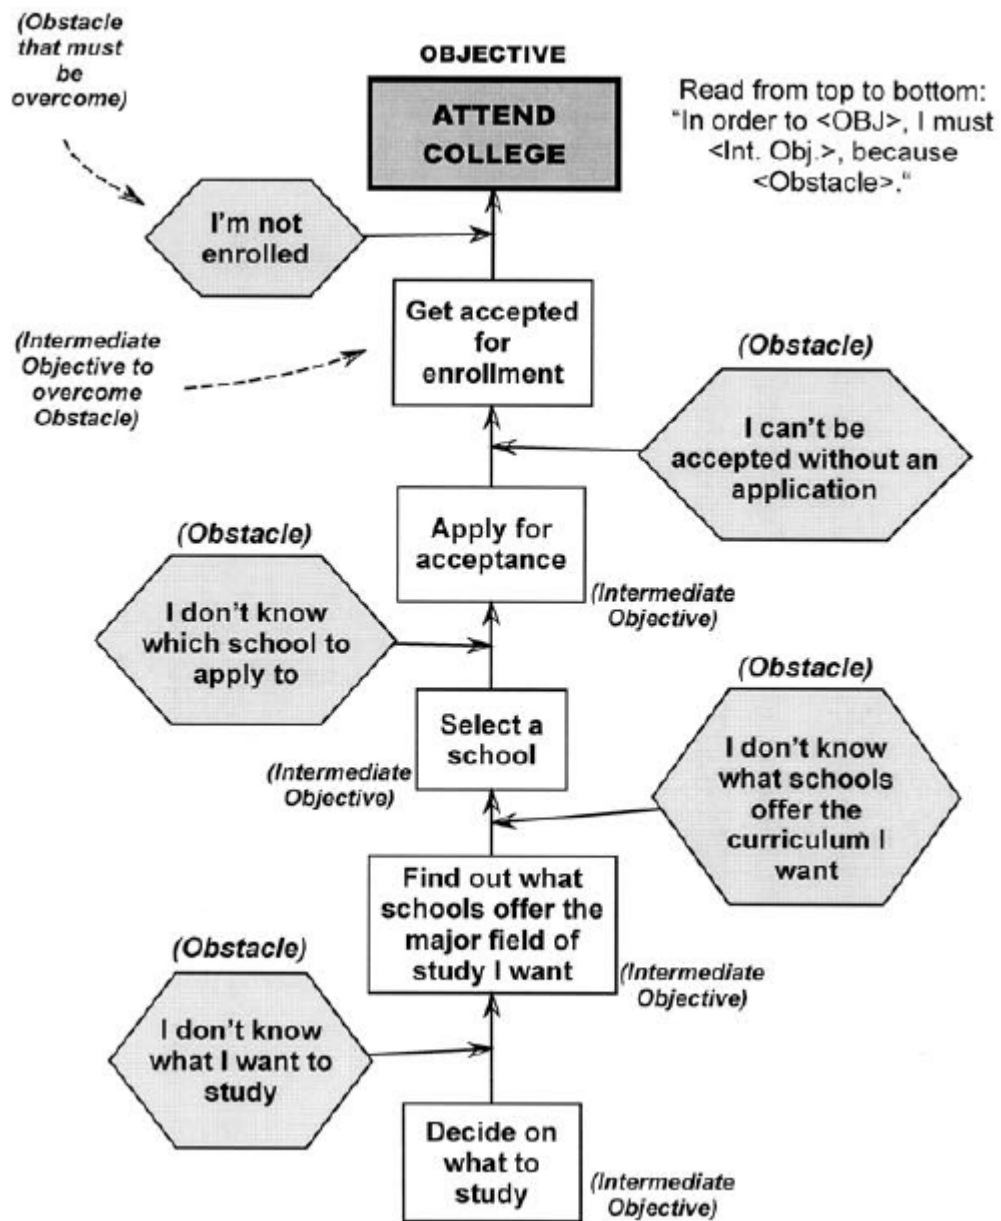 (Obstacle
that must
be
overcome)
OBJECTIVE
ATTEND
COLLEGE
Read from top to bottom:
"In order to <OBJ>, I must
<Int. Obj.>, because
<Obstacle>."
I'm not
enrolled
Get accepted
for
enrollment
(Intermediate
Objective to
overcome
Obstacle)
(Obstacle)
I can't be
accepted without an
application
Apply for
acceptance
(Intermediate
Objective)
(Obstacle)
I don't know
which school to
apply to
Select a
school
(Intermediate
Objective)
(Obstacle)
I don't know
what schools
offer the
curriculum I
want
Find out what
schools offer the
major field of
study I want
(Intermediate
Objective)
(Obstacle)
I don't know
what I want to
study
Decide on
what to
study
(Intermediate
Objective)